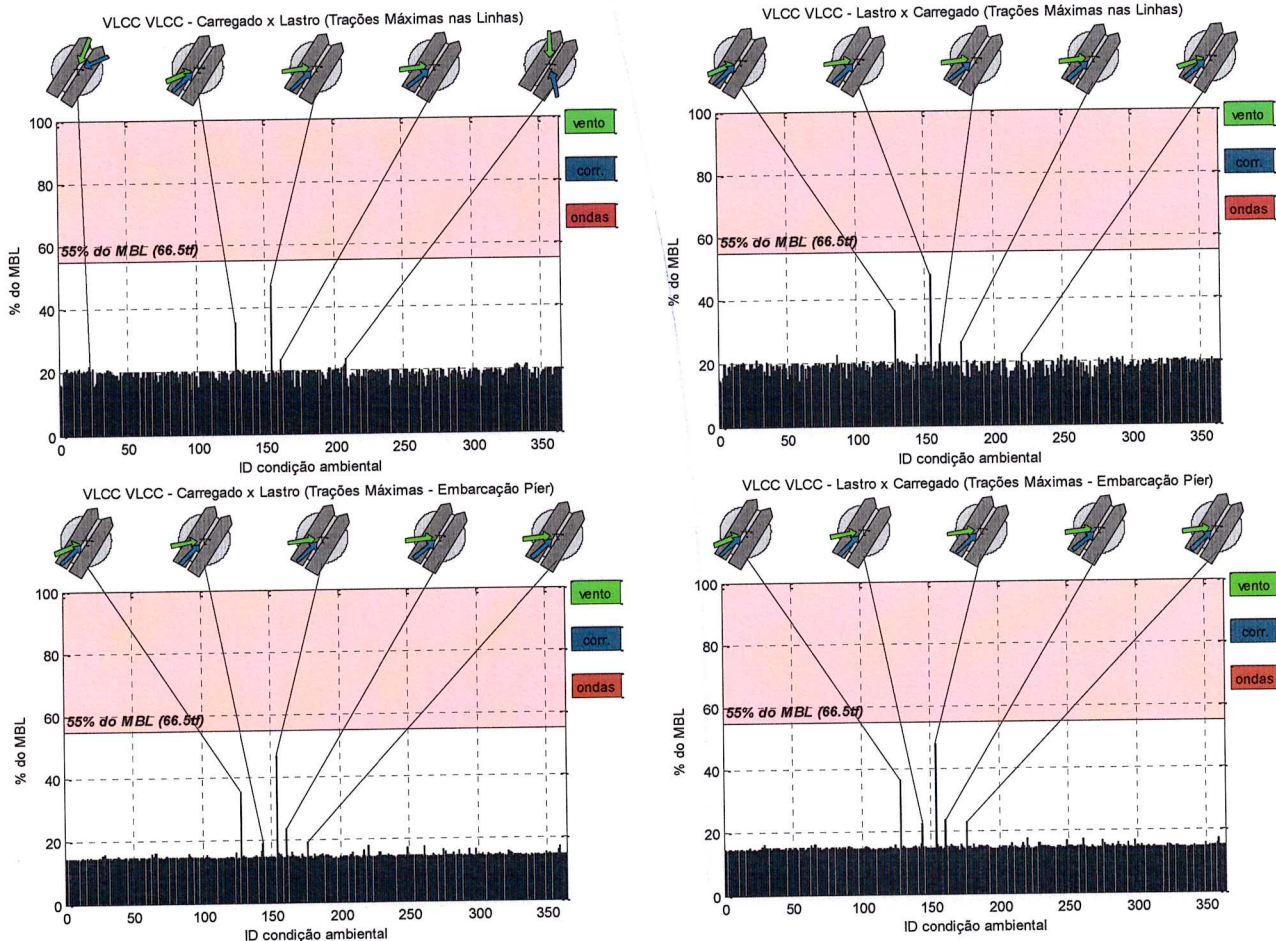 VLCC VLCC - Carregado x Lastro (Trações Máximas nas Linhas)
vento
corr.
ondas
100
80
60
40
20
0
55% do MBL (66.5tf)
% do MBL
0 50 100 150 200 250 300 350
ID condição ambiental
VLCC VLCC - Lastro x Carregado (Trações Máximas nas Linhas)
vento
corr.
ondas
100
80
60
40
20
0
55% do MBL (66.5tf)
% do MBL
0 50 100 150 200 250 300 350
ID condição ambiental
VLCC VLCC - Carregado x Lastro (Trações Máximas - Embarcação Píer)
vento
corr.
ondas
100
80
60
40
20
0
55% do MBL (66.5tf)
% do MBL
0 50 100 150 200 250 300 350
ID condição ambiental
VLCC VLCC - Lastro x Carregado (Trações Máximas - Embarcação Píer)
vento
corr.
ondas
100
80
60
40
20
0
55% do MBL (66.5tf)
% do MBL
0 50 100 150 200 250 300 350
ID condição ambiental